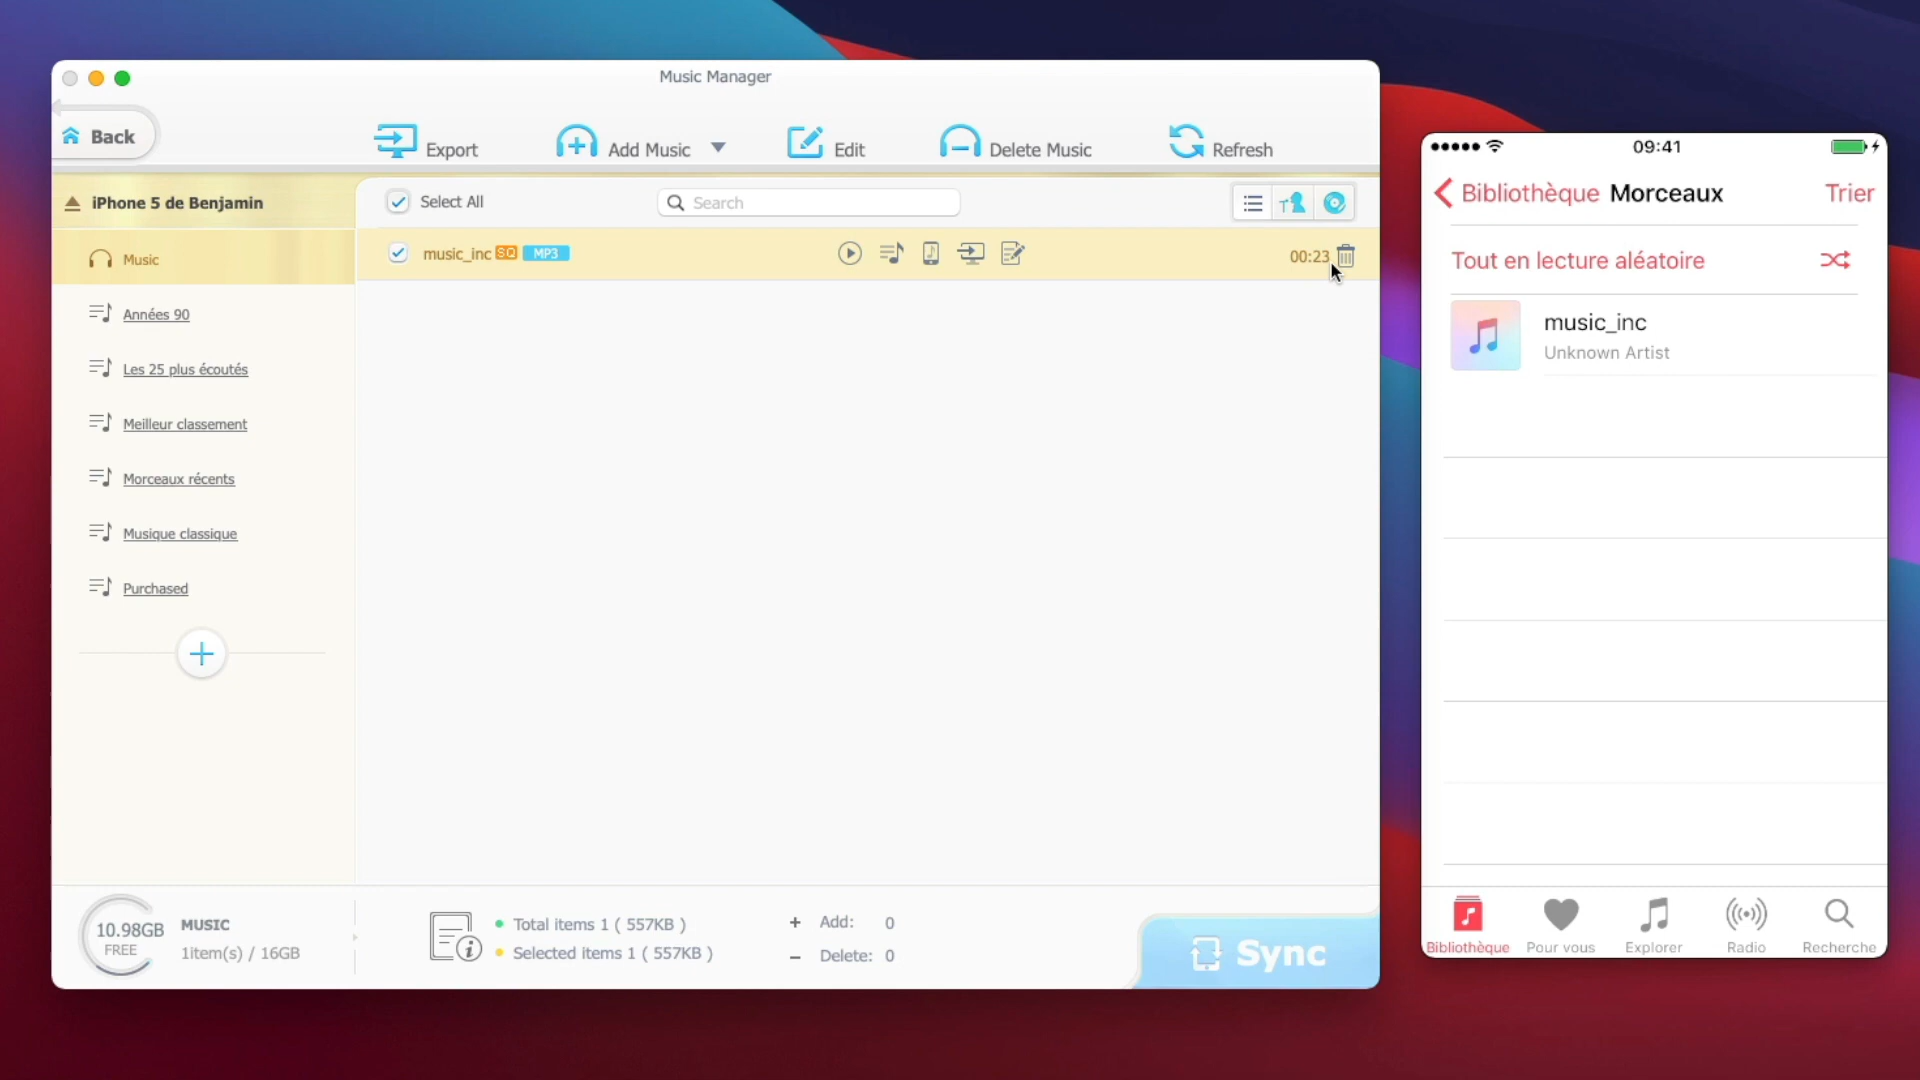 Music Manager
Back
Export
Add Music
Edit
Delete Music
Refresh
iPhone 5 de Benjamin
Select All
Search
Music
music_inc SQ MP3
00:23
Années 90
Les 25 plus écoutés
Meilleur classement
Morceaux récents
Musique classique
Purchased
10.98GB
FREE
MUSIC
1item(s) / 16GB
Total items 1 ( 557KB )
Selected items 1 ( 557KB )
+ Add: 0
− Delete: 0
Sync
09:41
Bibliothèque Morceaux Trier
Tout en lecture aléatoire
music_inc
Unknown Artist
Bibliothèque Pour vous Explorer Radio Recherche